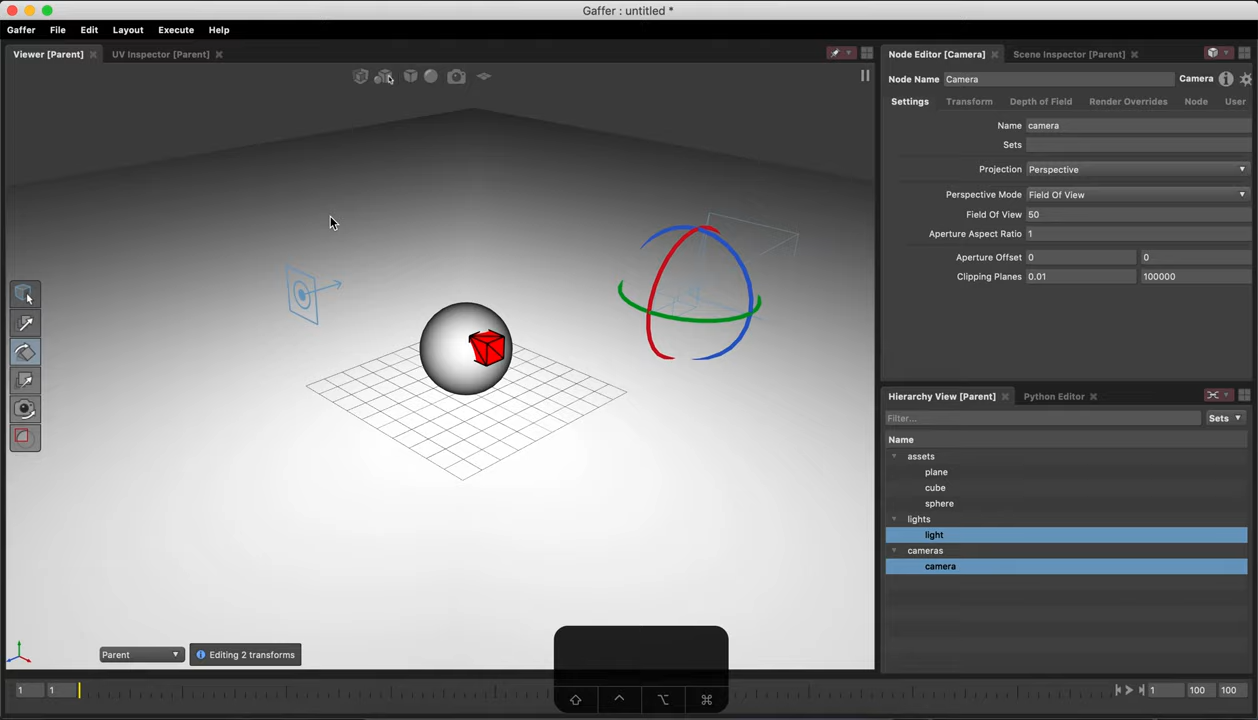 Gaffer : untitled *
Gaffer File Edit Layout Execute Help
Viewer [Parent] UV Inspector [Parent]
Parent
Editing 2 transforms
Node Editor [Camera] Scene Inspector [Parent]
Node Name Camera Camera
Settings Transform Depth of Field Render Overrides Node User
Name camera
Sets
Projection Perspective
Perspective Mode Field Of View
Field Of View 50
Aperture Aspect Ratio 1
Aperture Offset 0 0
Clipping Planes 0.01 100000
Hierarchy View [Parent] Python Editor
Filter... Sets
Name
assets
plane
cube
sphere
lights
light
cameras
camera
1 1 1 100 100